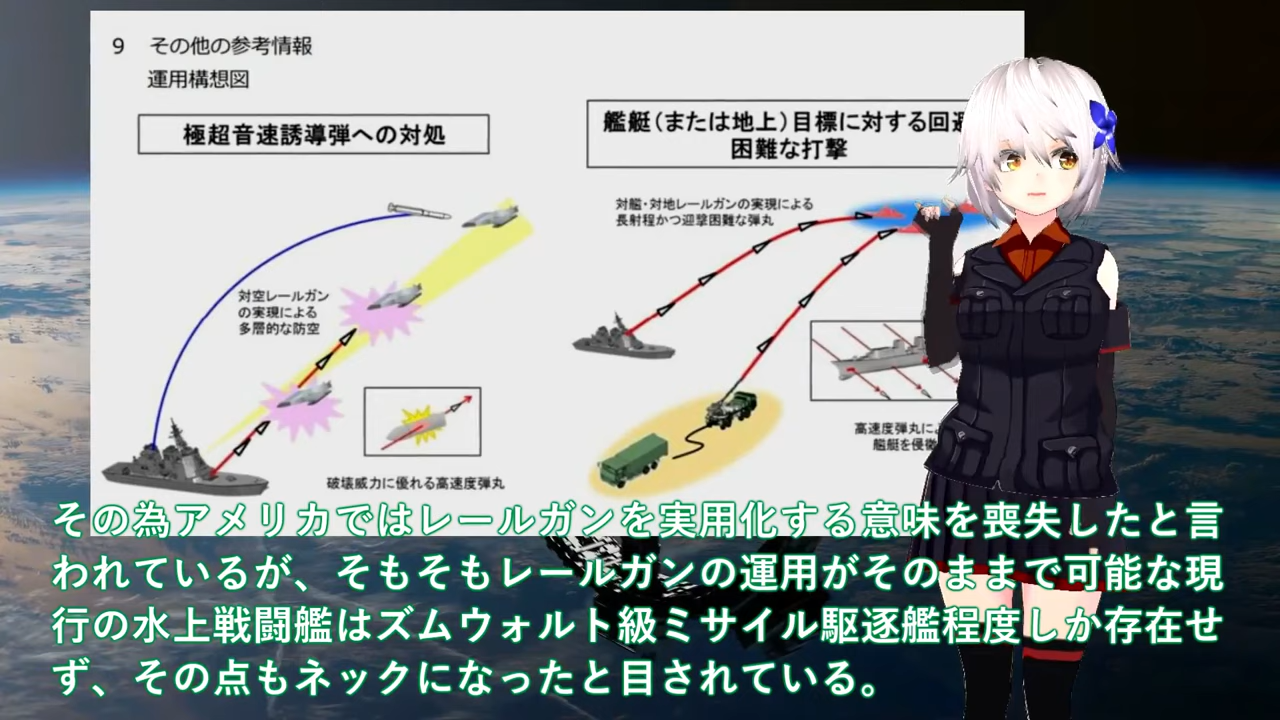 9 その他の参考情報
運用構想図
極超音速誘導弾への対処
対空レールガン
の実現による
多層的な防空
破壊威力に優れる高速度弾丸
艦艇（または地上）目標に対する回避
困難な打撃
対艦・対地レールガンの実現による
長射程かつ迎撃困難な弾丸
高速度弾丸に
艦艇を侵徹
その為アメリカではレールガンを実用化する意味を喪失したと言
われているが、そもそもレールガンの運用がそのままで可能な現
行の水上戦闘艦はズムウォルト級ミサイル駆逐艦程度しか存在せ
ず、その点もネックになったと目されている。